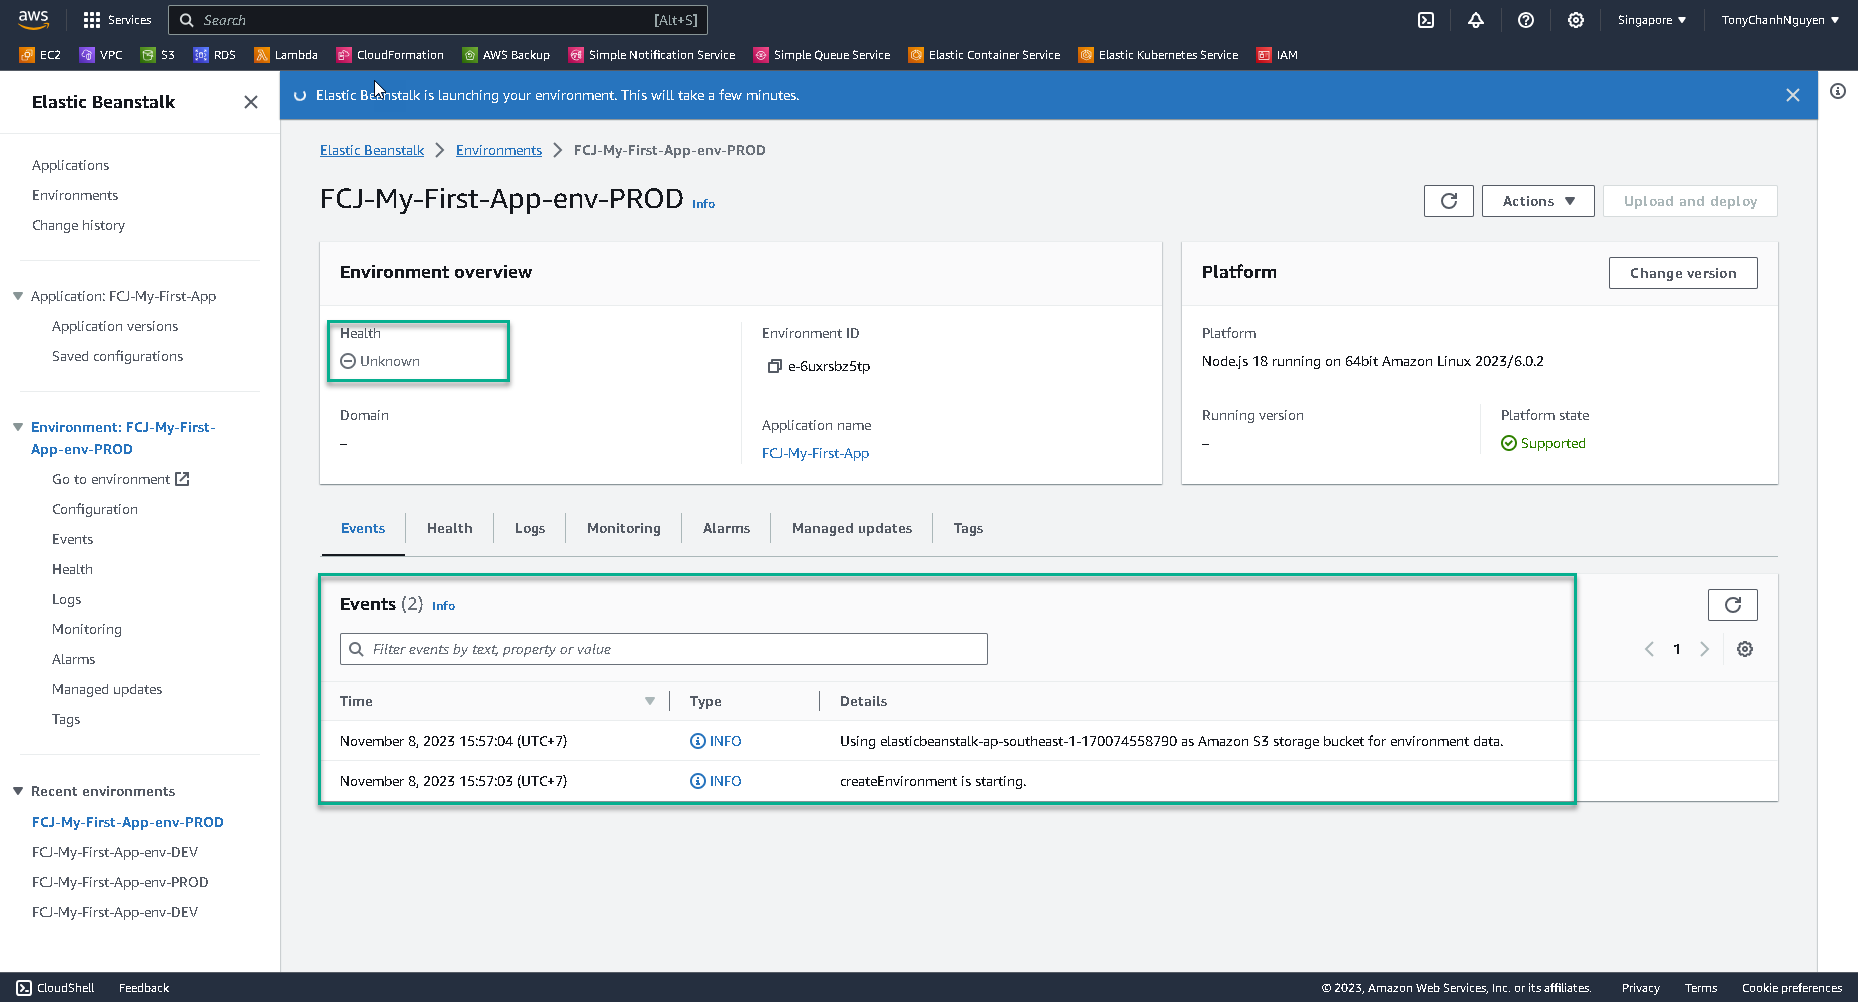 aws
Services
Search
[Alt+S]
Singapore ▼
TonyChanhNguyen ▼
EC2
VPC
S3
RDS
Lambda
CloudFormation
AWS Backup
Simple Notification Service
Simple Queue Service
Elastic Container Service
Elastic Kubernetes Service
IAM
Elastic Beanstalk
Applications
Environments
Change history
Application: FCJ-My-First-App
Application versions
Saved configurations
Environment: FCJ-My-First-
App-env-PROD
Go to environment
Configuration
Events
Health
Logs
Monitoring
Alarms
Managed updates
Tags
Recent environments
FCJ-My-First-App-env-PROD
FCJ-My-First-App-env-DEV
FCJ-My-First-App-env-PROD
FCJ-My-First-App-env-DEV
Elastic Beanstalk is launching your environment. This will take a few minutes.
Elastic Beanstalk > Environments > FCJ-My-First-App-env-PROD
FCJ-My-First-App-env-PROD Info
Actions ▼
Upload and deploy
Environment overview
Health
Unknown
Domain
–
Environment ID
e-6uxrsbz5tp
Application name
FCJ-My-First-App
Platform
Change version
Platform
Node.js 18 running on 64bit Amazon Linux 2023/6.0.2
Running version
–
Platform state
Supported
Events
Health
Logs
Monitoring
Alarms
Managed updates
Tags
Events (2) Info
Filter events by text, property or value
1
Time
Type
Details
November 8, 2023 15:57:04 (UTC+7)
INFO
Using elasticbeanstalk-ap-southeast-1-170074558790 as Amazon S3 storage bucket for environment data.
November 8, 2023 15:57:03 (UTC+7)
INFO
createEnvironment is starting.
CloudShell
Feedback
© 2023, Amazon Web Services, Inc. or its affiliates.
Privacy
Terms
Cookie preferences